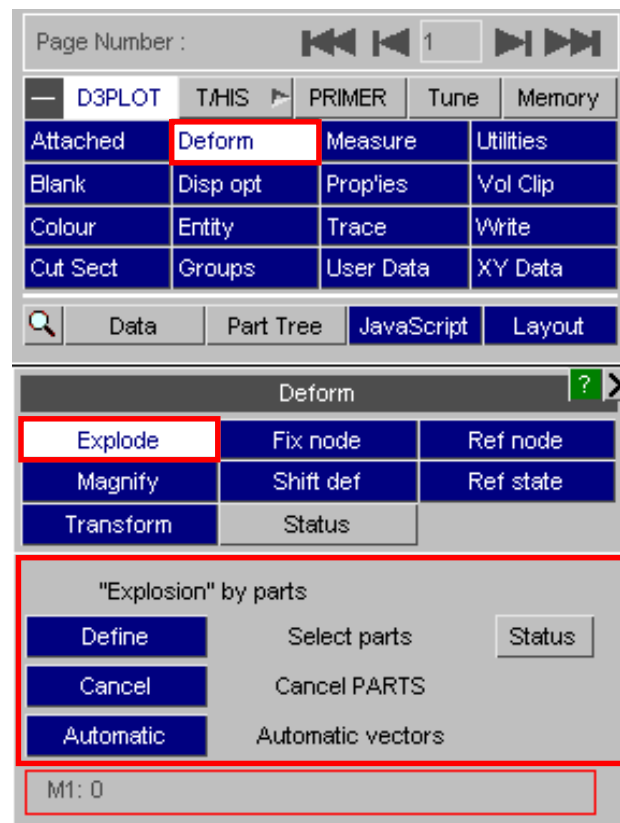 Page Number : 1
— D3PLOT T/HIS PRIMER Tune Memory
Attached Deform Measure Utilities
Blank Disp opt Prop'ies Vol Clip
Colour Entity Trace Write
Cut Sect Groups User Data XY Data
Data Part Tree JavaScript Layout
Deform ? X
Explode Fix node Ref node
Magnify Shift def Ref state
Transform Status
"Explosion" by parts
Define Select parts Status
Cancel Cancel PARTS
Automatic Automatic vectors
M1: 0